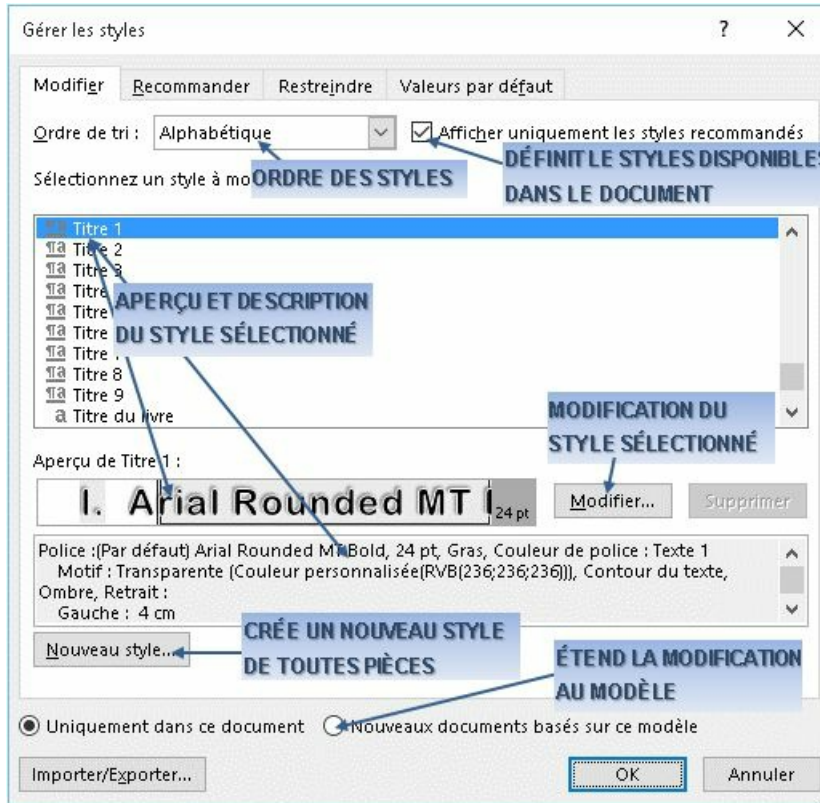 Gérer les styles
?
Modifier
Recommander
Restreindre
Valeurs par défaut
Ordre de tri :
Alphabétique
Afficher uniquement les styles recommandés
DÉFINIT LE STYLES DISPONIBLES
DANS LE DOCUMENT
ORDRE DES STYLES
Sélectionnez un style à mo
Titre 1
Titre 2
Titre 3
Titre
Titre
Titre
Titre
Titre 8
Titre 9
a Titre du livre
APERÇU ET DESCRIPTION
DU STYLE SÉLECTIONNÉ
MODIFICATION DU
STYLE SÉLECTIONNÉ
Aperçu de Titre 1 :
I. Arial Rounded MT
24 pt
Modifier...
Supprimer
Police :(Par défaut) Arial Rounded MT Bold, 24 pt, Gras, Couleur de police : Texte 1
Motif : Transparente (Couleur personnalisée(RVB(236;236;236))), Contour du texte,
Ombre, Retrait :
Gauche : 4 cm
Nouveau style...
CRÉE UN NOUVEAU STYLE
DE TOUTES PIÈCES
ÉTEND LA MODIFICATION
AU MODÈLE
Uniquement dans ce document
Nouveaux documents basés sur ce modèle
Importer/Exporter...
OK
Annuler